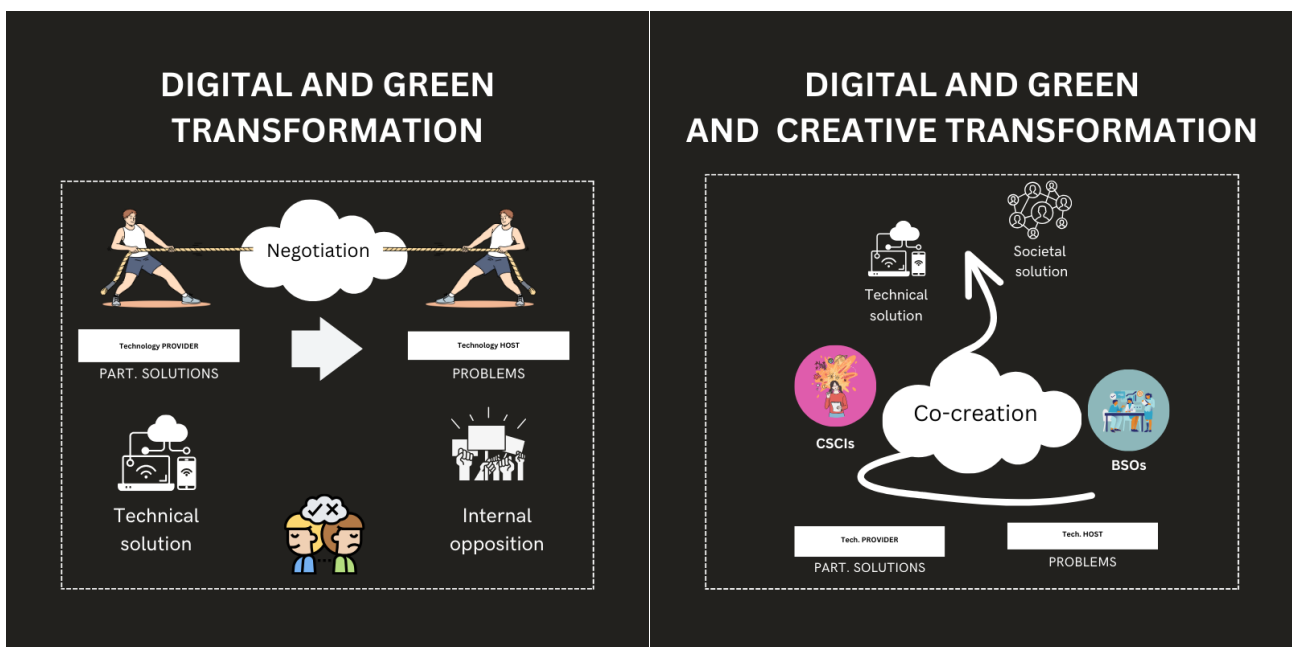 DIGITAL AND GREEN
TRANSFORMATION
Negotiation
Technology PROVIDER
Technology HOST
PART. SOLUTIONS
PROBLEMS
Technical
solution
Internal
opposition
DIGITAL AND GREEN
AND CREATIVE TRANSFORMATION
Societal
solution
Technical
solution
Co-creation
CSCIs
BSOs
Tech. PROVIDER
Tech. HOST
PART. SOLUTIONS
PROBLEMS